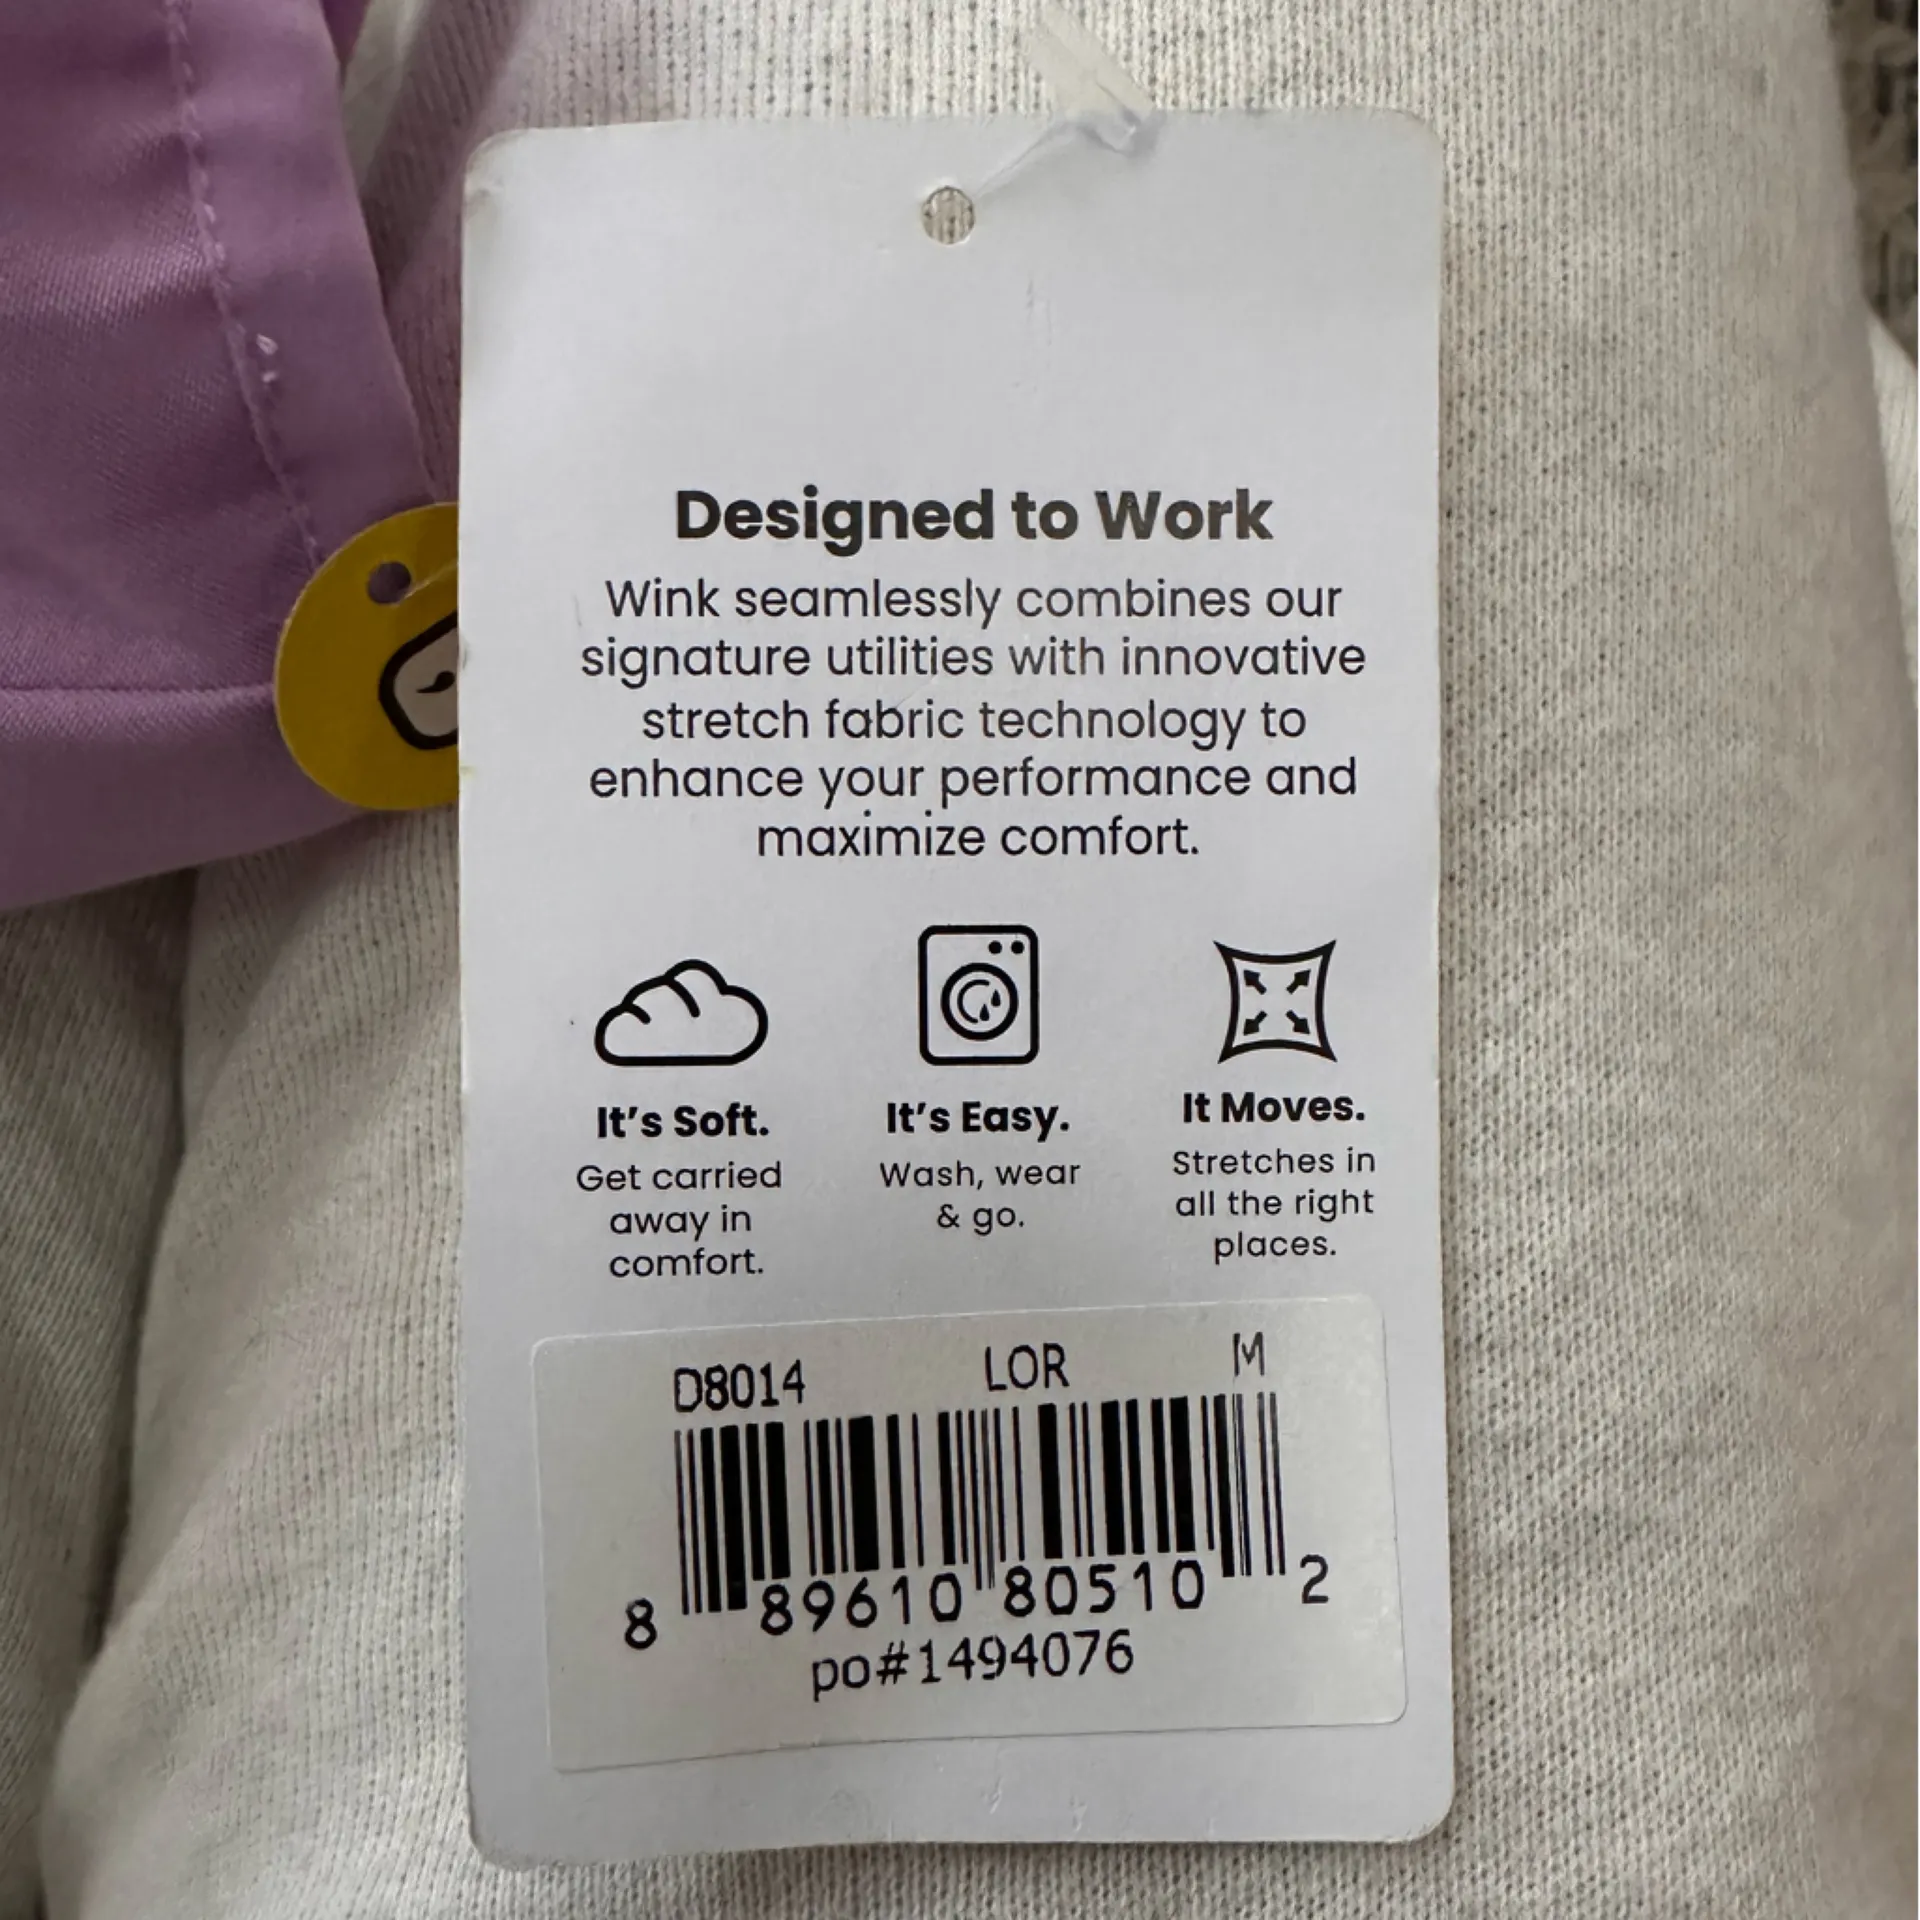 Designed to Work
Wink seamlessly combines our
signature utilities with innovative
stretch fabric technology to
enhance your performance and
maximize comfort.
It's Soft.
Get carried
away in
comfort.
It's Easy.
Wash, wear
& go.
It Moves.
Stretches in
all the right
places.
D8014 LOR M
8 89610 80510 2
po#1494076